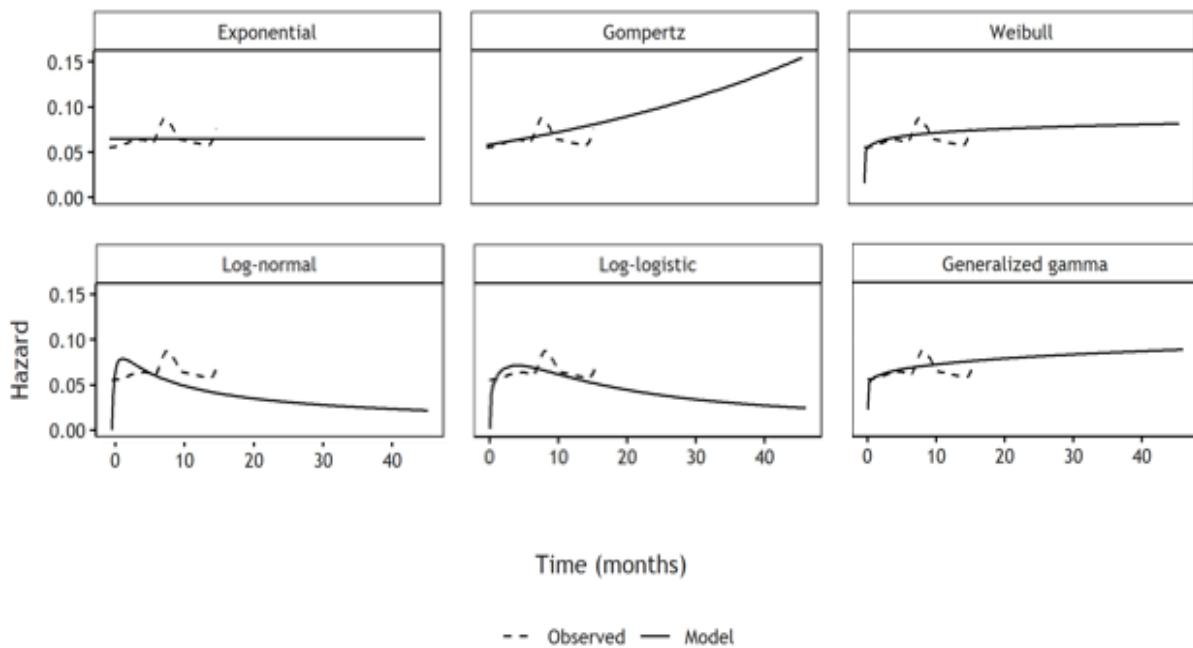 Exponential
Gompertz
Weibull
0.15
0.10
0.05
0.00
Log-normal
Log-logistic
Generalized gamma
0.15
0.10
0.05
0.00
Hazard
0 10 20 30 40
0 10 20 30 40
0 10 20 30 40
Time (months)
Observed
Model